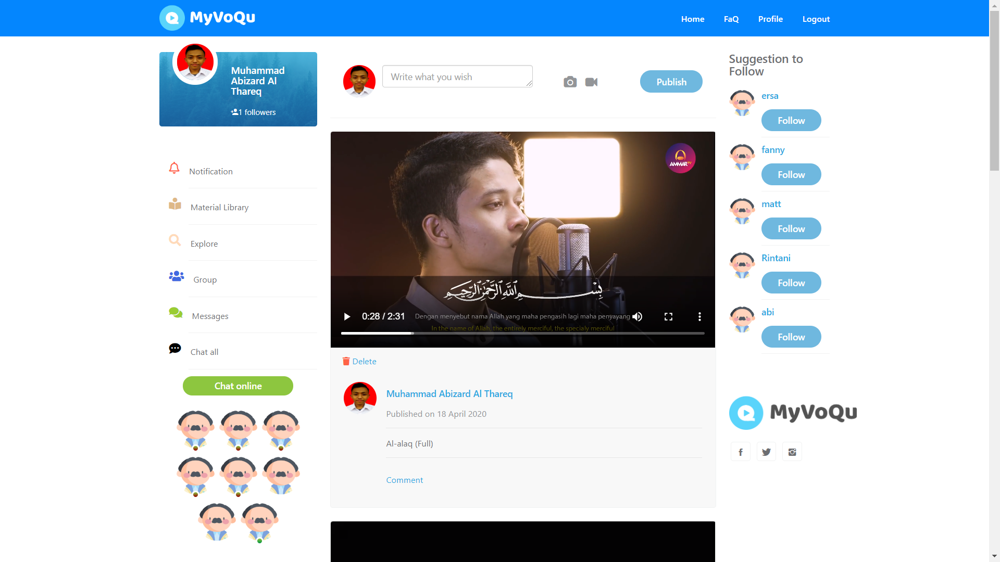 MyVoQu
Home
FaQ
Profile
Logout
Muhammad
Abizard Al
Thareq
1 followers
Notification
Material Library
Explore
Group
Messages
Chat all
Chat online
Write what you wish
Publish
AMMAR TV
بِسْمِ اللَّهِ الرَّحْمَٰنِ الرَّحِيمِ
0:28 / 2:31
Dengan menyebut nama Allah yang maha pengasih lagi maha penyayang
In the name of Allah, the entirely merciful, the specialy merciful
Delete
Muhammad Abizard Al Thareq
Published on 18 April 2020
Al-alaq (Full)
Comment
Suggestion to
Follow
ersa
Follow
fanny
Follow
matt
Follow
Rintani
Follow
abi
Follow
MyVoQu